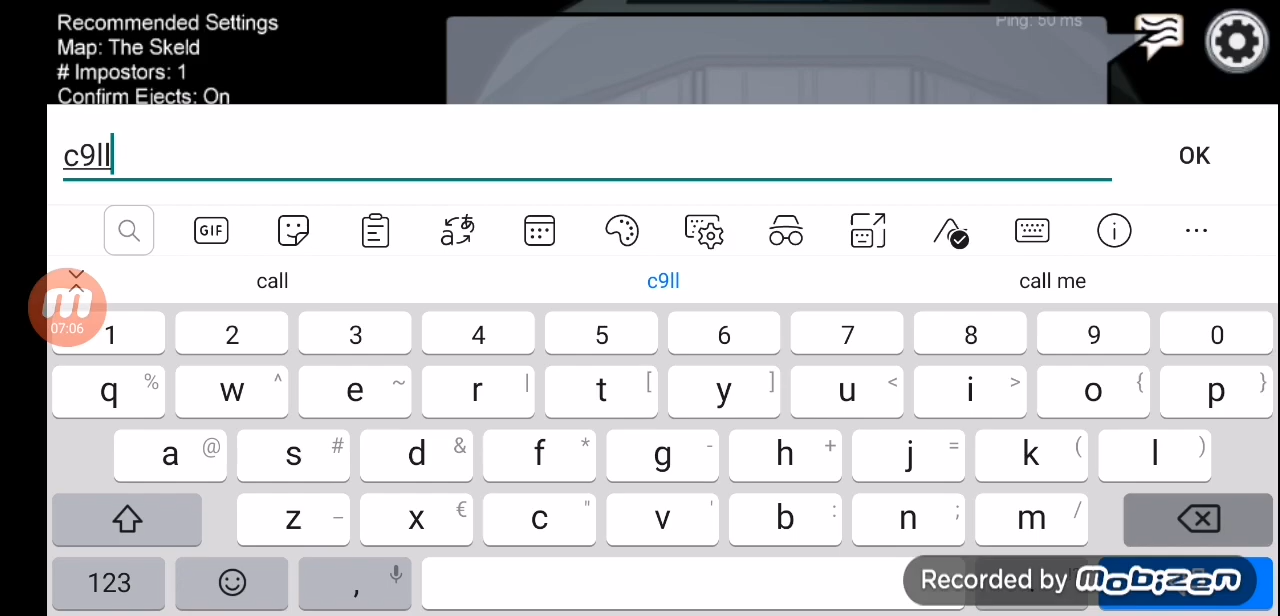 Recommended Settings
Map: The Skeld
# Impostors: 1
Confirm Ejects: On
Ping: 50 ms
c9ll
OK
GIF
call c9ll call me
07:06
1 2 3 4 5 6 7 8 9 0
q % w ^ e ~ r | t [ y ] u < i > o { p }
a @ s # d & f * g - h + j = k ( l )
z _ x € c " v ' b : n ; m /
123 ,
Recorded by mobizen